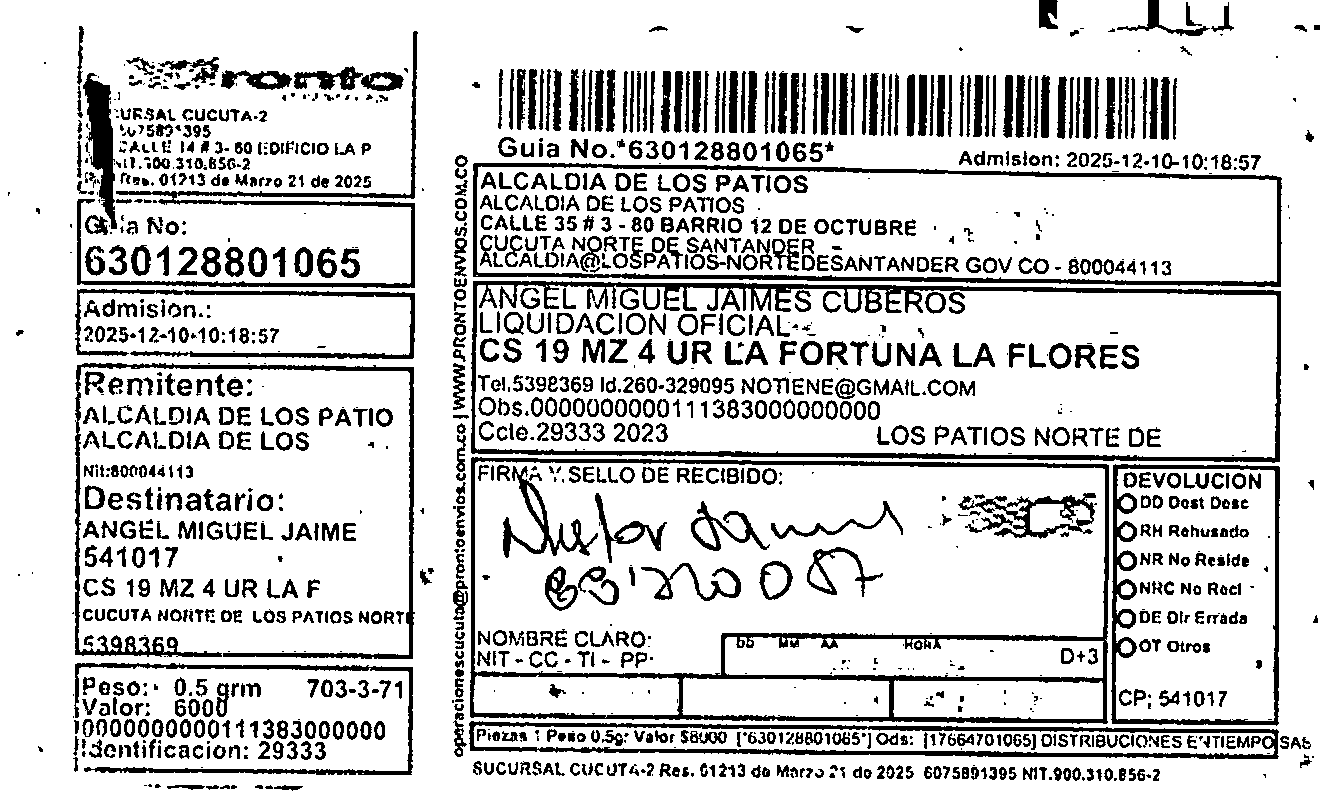 Pronto
URSAL CUCUTA-2
6075891395
CALLE 14 # 3- 80 EDIFICIO LA P
NIT.900.310.856-2
Res. 01213 de Marzo 21 de 2025
Guia No:
630128801065
Admision.:
2025-12-10-10:18:57
Remitente:
ALCALDIA DE LOS PATIO
ALCALDIA DE LOS
Nit:800044113
Destinatario:
ANGEL MIGUEL JAIME
541017
CS 19 MZ 4 UR LA F
CUCUTA NORTE DE LOS PATIOS NORTE
5398369
Peso: 0.5 grm 703-3-71
Valor: 6000
0000000000111383000000
Identificacion: 29333
operacionescucuta@prontoenvios.com.co | WWW.PRONTOENVIOS.COM.CO
Guia No.*630128801065*
Admision: 2025-12-10-10:18:57
ALCALDIA DE LOS PATIOS
ALCALDIA DE LOS PATIOS
CALLE 35 # 3 - 80 BARRIO 12 DE OCTUBRE
CUCUTA NORTE DE SANTANDER
ALCALDIA@LOSPATIOS-NORTEDESANTANDER GOV CO - 800044113
ANGEL MIGUEL JAIMES CUBEROS
LIQUIDACION OFICIAL
CS 19 MZ 4 UR LA FORTUNA LA FLORES
Tel.5398369 Id.260-329095 NOTIENE@GMAIL.COM
Obs.0000000000111383000000000
Ccte.29333 2023 LOS PATIOS NORTE DE
FIRMA Y SELLO DE RECIBIDO:
NOMBRE CLARO:
NIT - CC - TI - PP
DD MM AA HORA
D+3
DEVOLUCION
DD Dest Desc
RH Rehusado
NR No Reside
NRC No Recl
DE Dir Errada
OT Otros
CP: 541017
Piezas 1 Peso 0.5g: Valor $6000 [*630128801065*] Ods: [17664701065] DISTRIBUCIONES ENTIEMPO SAS
SUCURSAL CUCUTA-2 Res. 01213 de Marzo 21 de 2025 6075891395 NIT.900.310.856-2